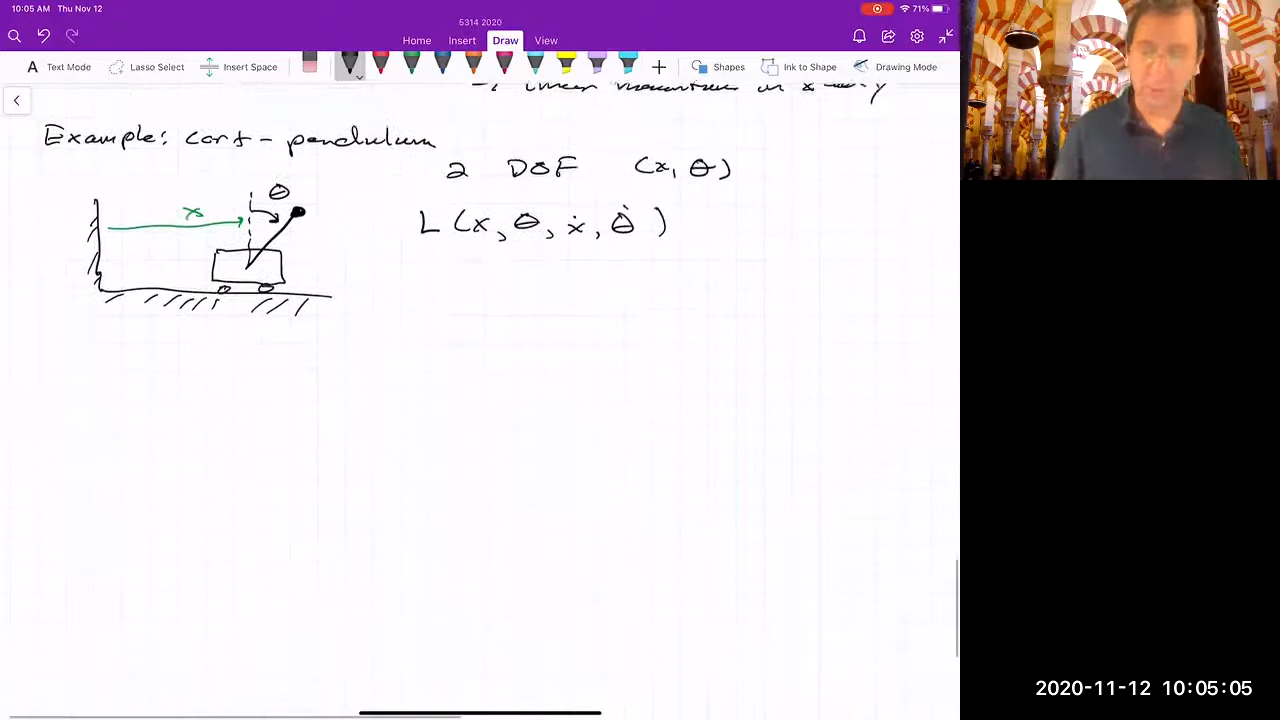 10:05 AM Thu Nov 12
71%
5314 2020
Home Insert Draw View
Text Mode Lasso Select Insert Space Shapes Ink to Shape Drawing Mode
Example: cart - pendulum
2 DOF (x, θ)
θ
x
L (x, θ, ẋ, θ̇ )
2020-11-12 10:05:05